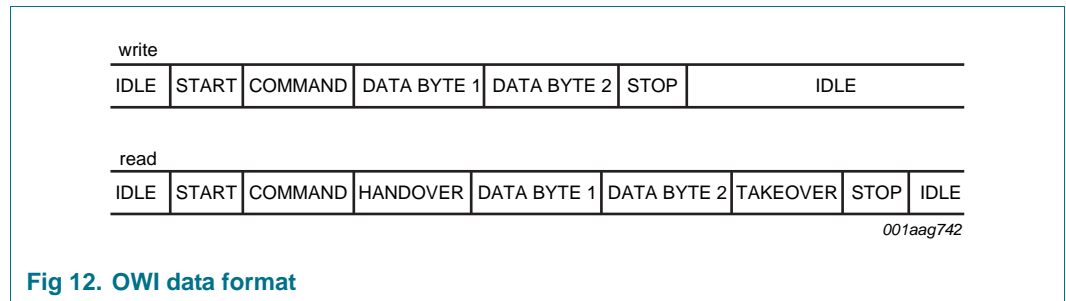 write
IDLE START COMMAND DATA BYTE 1 DATA BYTE 2 STOP IDLE
read
IDLE START COMMAND HANDOVER DATA BYTE 1 DATA BYTE 2 TAKEOVER STOP IDLE
001aag742
Fig 12. OWI data format